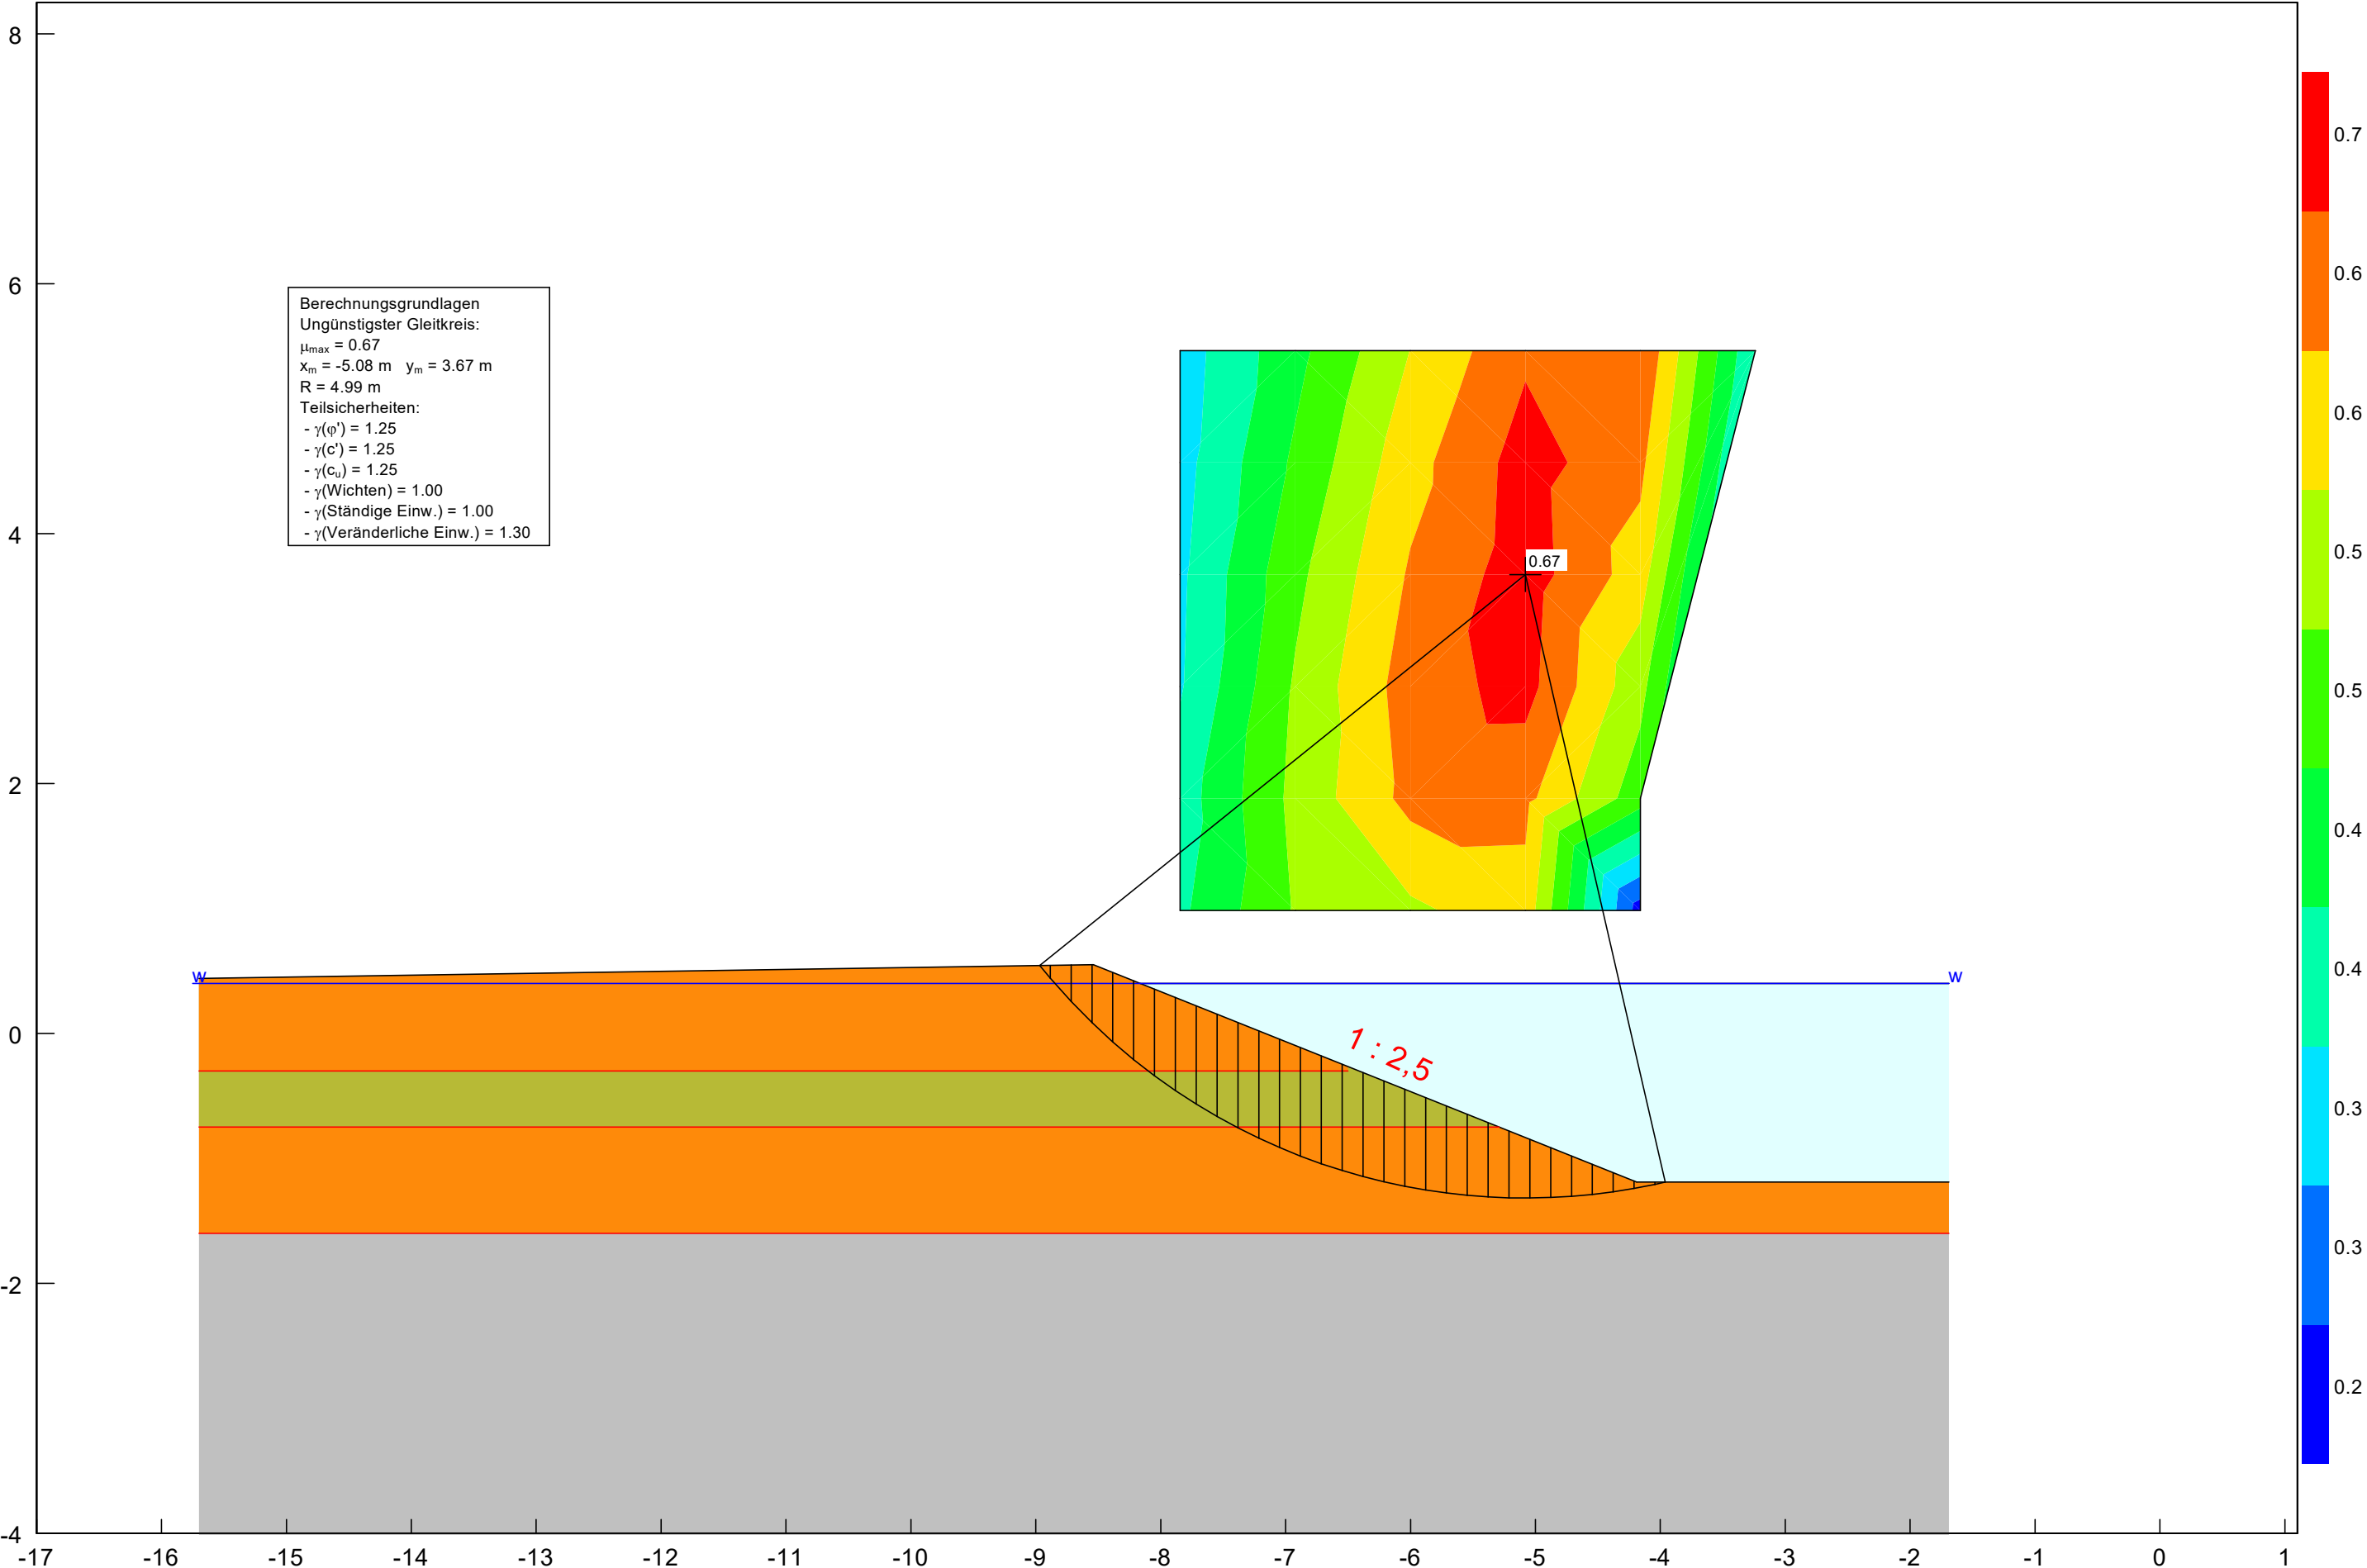 8
6
4
2
0
-2
-4
Berechnungsgrundlagen
Ungünstigster Gleitkreis:
μmax = 0.67
xm = -5.08 m   ym = 3.67 m
R = 4.99 m
Teilsicherheiten:
- γ(φ') = 1.25
- γ(c') = 1.25
- γ(cu) = 1.25
- γ(Wichten) = 1.00
- γ(Ständige Einw.) = 1.00
- γ(Veränderliche Einw.) = 1.30
0.67
w
w
1 : 2,5
0.7
0.6
0.6
0.5
0.5
0.4
0.4
0.3
0.3
0.2
-17 -16 -15 -14 -13 -12 -11 -10 -9 -8 -7 -6 -5 -4 -3 -2 -1 0 1